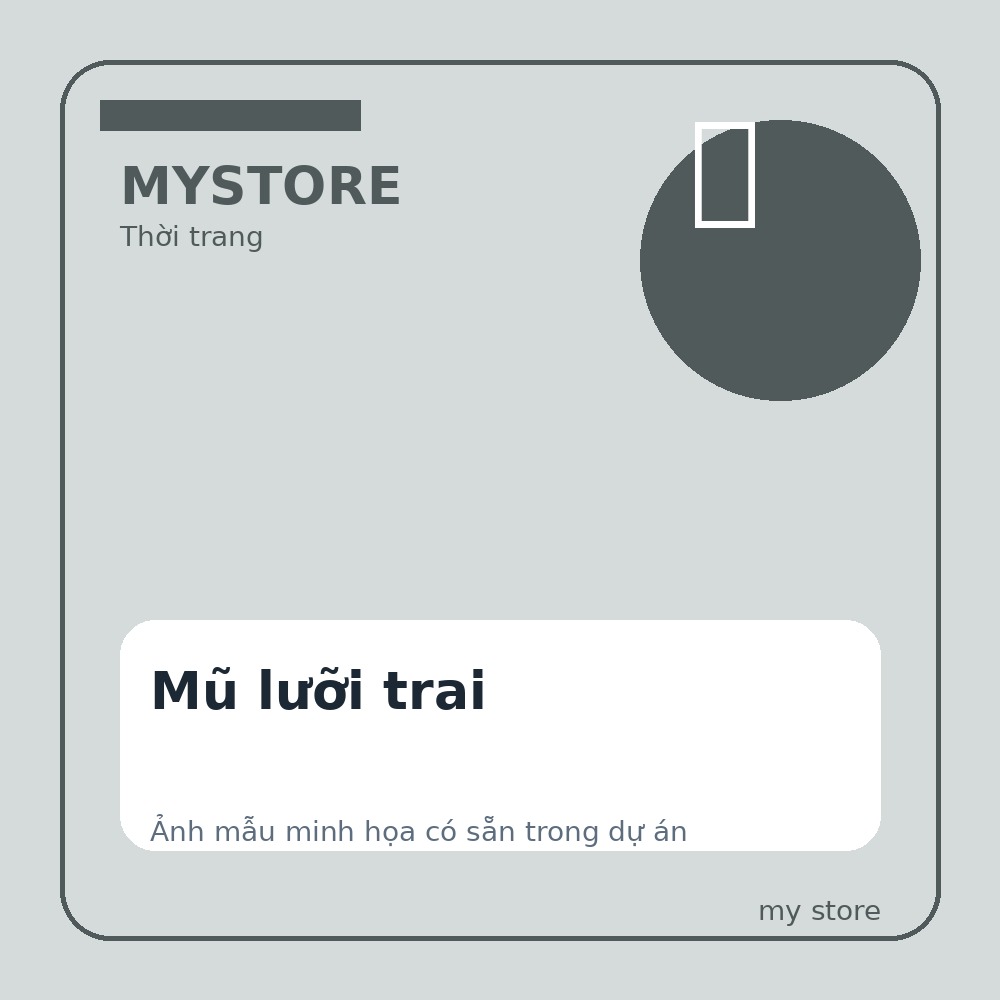 MYSTORE
Thời trang
Mũ lưỡi trai
Ảnh mẫu minh họa có sẵn trong dự án
my store